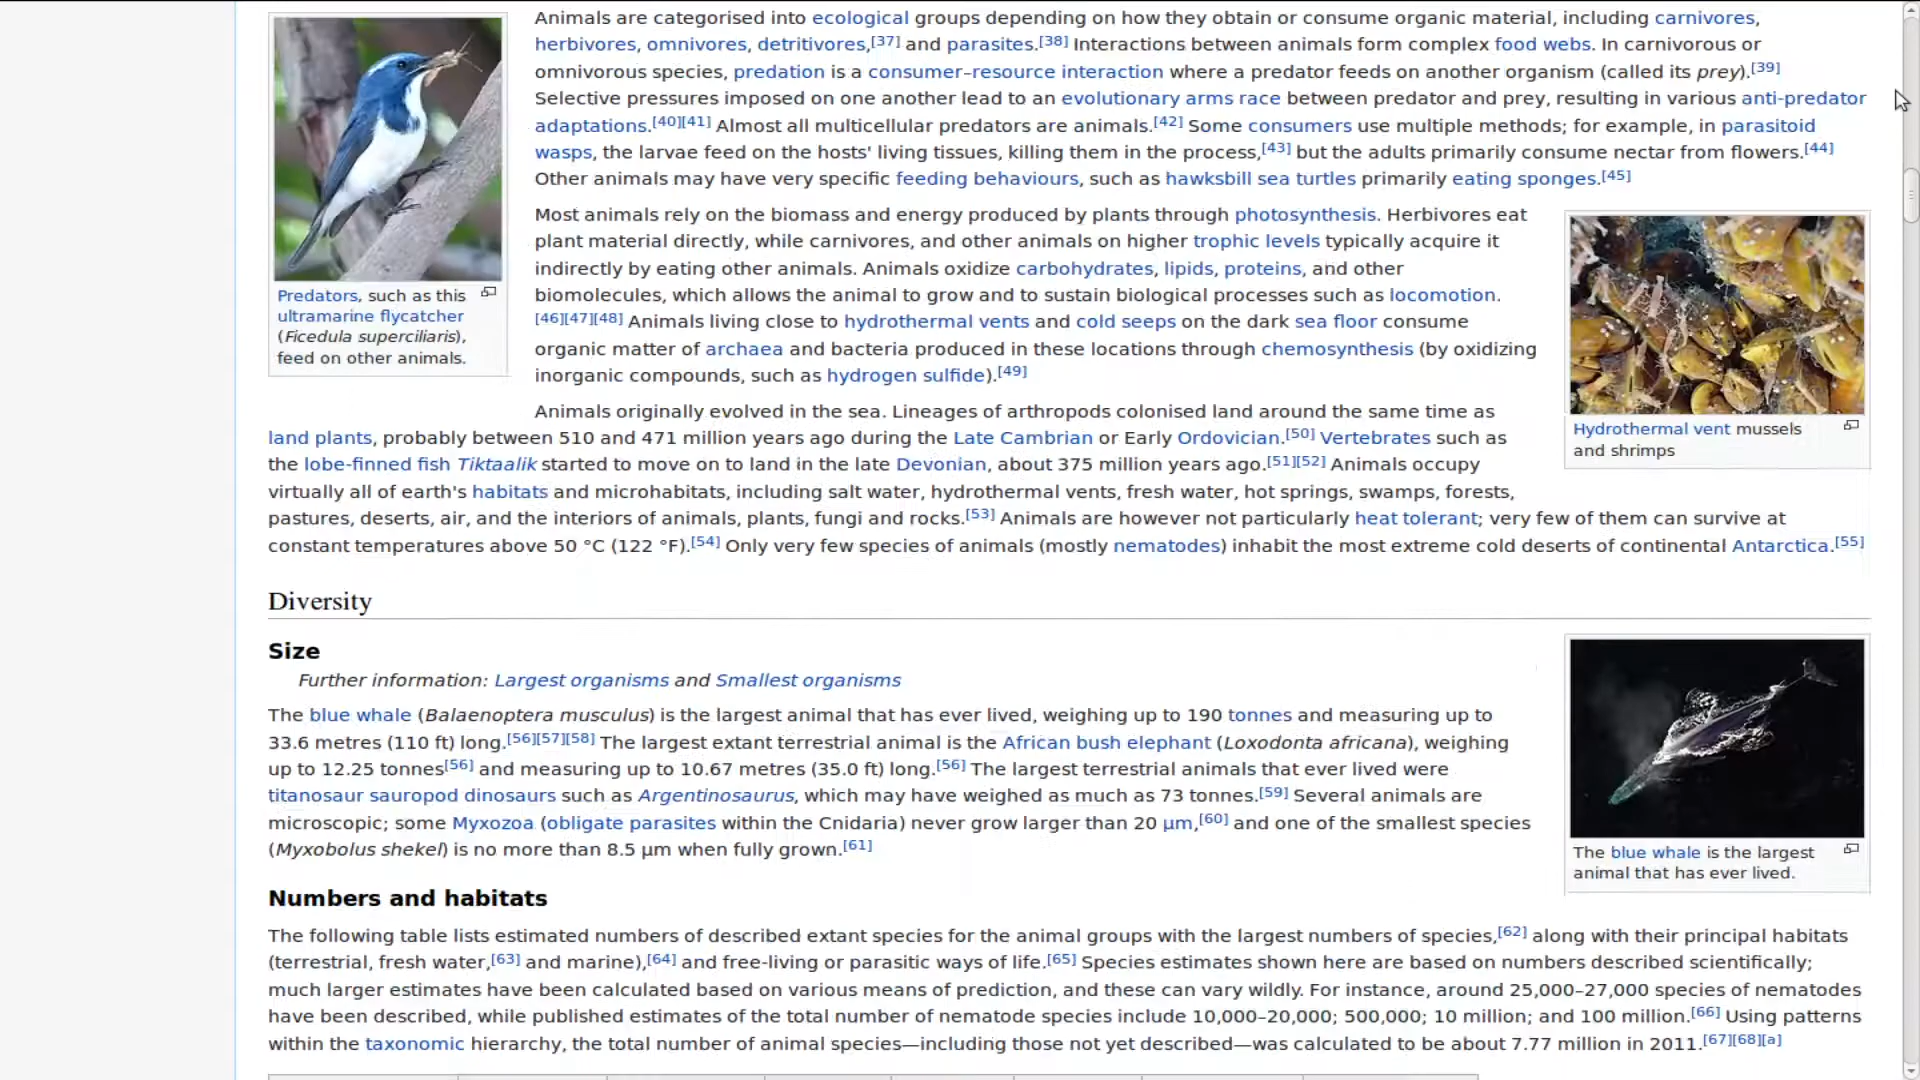 Animals are categorised into ecological groups depending on how they obtain or consume organic material, including carnivores,
herbivores, omnivores, detritivores,[37] and parasites.[38] Interactions between animals form complex food webs. In carnivorous or
omnivorous species, predation is a consumer–resource interaction where a predator feeds on another organism (called its prey).[39]
Selective pressures imposed on one another lead to an evolutionary arms race between predator and prey, resulting in various anti-predator
adaptations.[40][41] Almost all multicellular predators are animals.[42] Some consumers use multiple methods; for example, in parasitoid
wasps, the larvae feed on the hosts' living tissues, killing them in the process,[43] but the adults primarily consume nectar from flowers.[44]
Other animals may have very specific feeding behaviours, such as hawksbill sea turtles primarily eating sponges.[45]
Predators, such as this
ultramarine flycatcher
(Ficedula superciliaris),
feed on other animals.
Most animals rely on the biomass and energy produced by plants through photosynthesis. Herbivores eat
plant material directly, while carnivores, and other animals on higher trophic levels typically acquire it
indirectly by eating other animals. Animals oxidize carbohydrates, lipids, proteins, and other
biomolecules, which allows the animal to grow and to sustain biological processes such as locomotion.
[46][47][48] Animals living close to hydrothermal vents and cold seeps on the dark sea floor consume
organic matter of archaea and bacteria produced in these locations through chemosynthesis (by oxidizing
inorganic compounds, such as hydrogen sulfide).[49]
Hydrothermal vent mussels
and shrimps
Animals originally evolved in the sea. Lineages of arthropods colonised land around the same time as
land plants, probably between 510 and 471 million years ago during the Late Cambrian or Early Ordovician.[50] Vertebrates such as
the lobe-finned fish Tiktaalik started to move on to land in the late Devonian, about 375 million years ago.[51][52] Animals occupy
virtually all of earth's habitats and microhabitats, including salt water, hydrothermal vents, fresh water, hot springs, swamps, forests,
pastures, deserts, air, and the interiors of animals, plants, fungi and rocks.[53] Animals are however not particularly heat tolerant; very few of them can survive at
constant temperatures above 50 °C (122 °F).[54] Only very few species of animals (mostly nematodes) inhabit the most extreme cold deserts of continental Antarctica.[55]
Diversity
Size
Further information: Largest organisms and Smallest organisms
The blue whale (Balaenoptera musculus) is the largest animal that has ever lived, weighing up to 190 tonnes and measuring up to
33.6 metres (110 ft) long.[56][57][58] The largest extant terrestrial animal is the African bush elephant (Loxodonta africana), weighing
up to 12.25 tonnes[56] and measuring up to 10.67 metres (35.0 ft) long.[56] The largest terrestrial animals that ever lived were
titanosaur sauropod dinosaurs such as Argentinosaurus, which may have weighed as much as 73 tonnes.[59] Several animals are
microscopic; some Myxozoa (obligate parasites within the Cnidaria) never grow larger than 20 μm,[60] and one of the smallest species
(Myxobolus shekel) is no more than 8.5 μm when fully grown.[61]
The blue whale is the largest
animal that has ever lived.
Numbers and habitats
The following table lists estimated numbers of described extant species for the animal groups with the largest numbers of species,[62] along with their principal habitats
(terrestrial, fresh water,[63] and marine),[64] and free-living or parasitic ways of life.[65] Species estimates shown here are based on numbers described scientifically;
much larger estimates have been calculated based on various means of prediction, and these can vary wildly. For instance, around 25,000–27,000 species of nematodes
have been described, while published estimates of the total number of nematode species include 10,000–20,000; 500,000; 10 million; and 100 million.[66] Using patterns
within the taxonomic hierarchy, the total number of animal species—including those not yet described—was calculated to be about 7.77 million in 2011.[67][68][a]